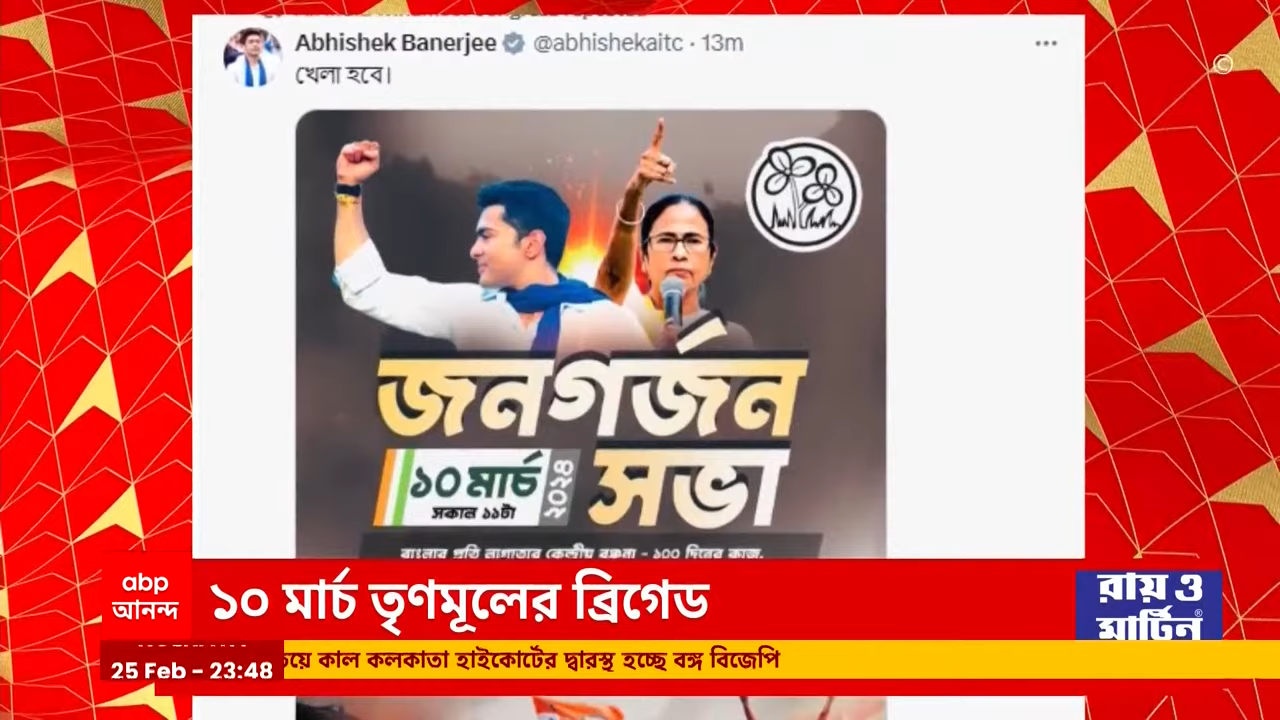 Abhishek Banerjee @abhishekaitc · 13m
খেলা হবে।
©
জনগর্জন
সভা
১০ মার্চ
২০২৪
সকাল ১১টা
বাংলার প্রতি লাগাতার কেন্দ্রীয় বঞ্চনা - ১০০ দিনের কাজ,
abp
আনন্দ
১০ মার্চ তৃণমূলের ব্রিগেড
রায় ও
মার্টিন®
25 Feb - 23:48
কাল কলকাতা হাইকোর্টের দ্বারস্থ হচ্ছে বঙ্গ বিজেপি